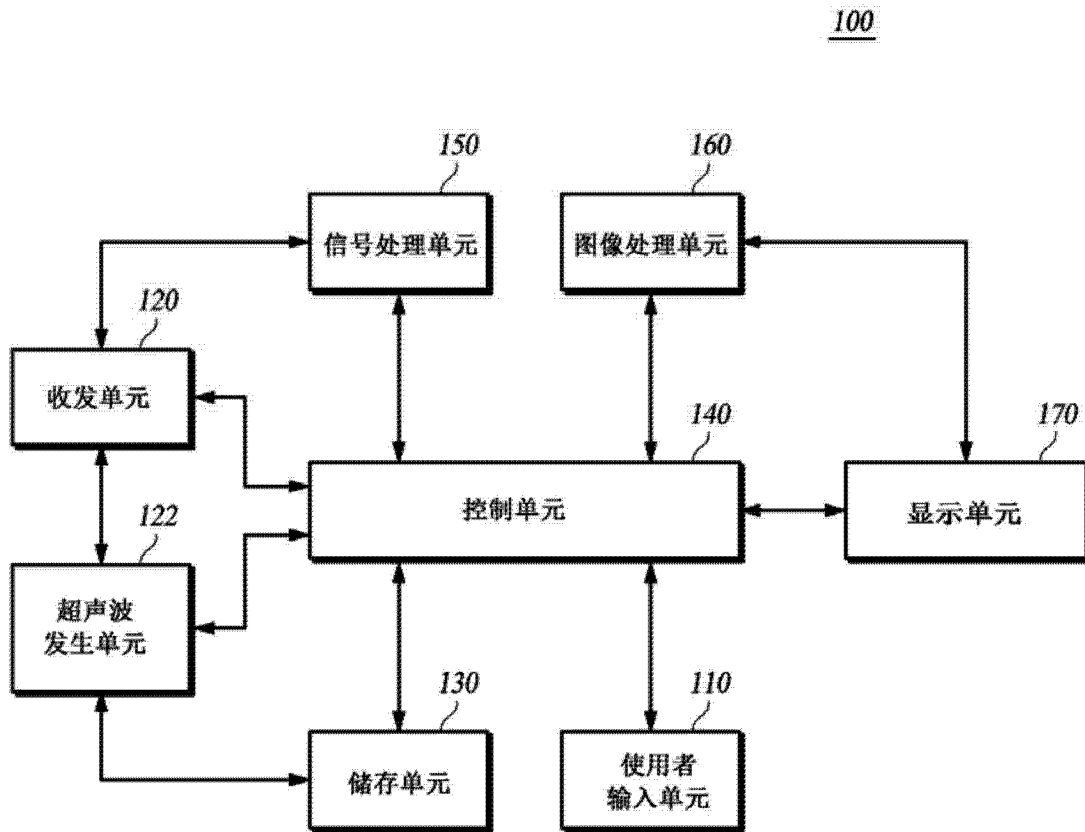 100
150
160
信号处理单元
图像处理单元
120
收发单元
140
170
控制单元
显示单元
122
超声波
发生单元
130
110
储存单元
使用者
输入单元